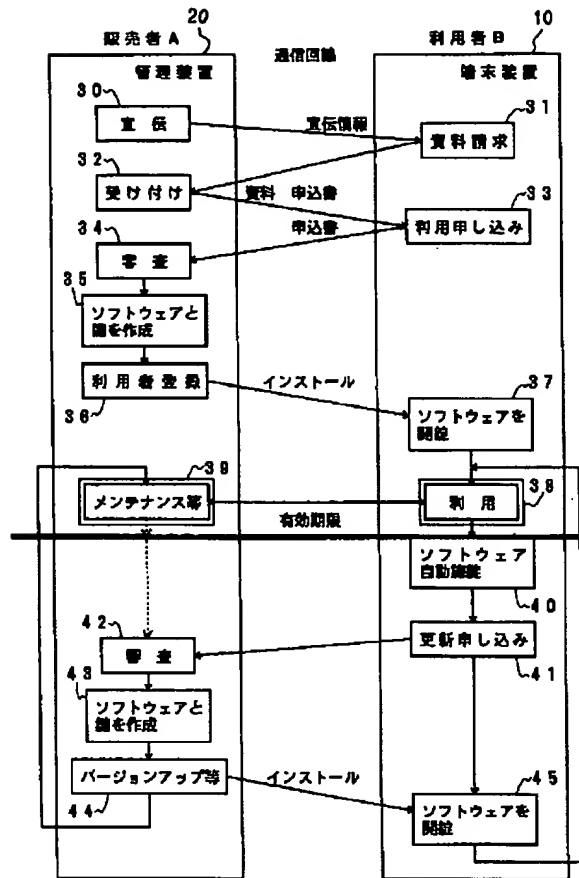 販売者A
20
通信回線
利用者B
10
管理装置
端末装置
30
宣伝
宣伝情報
31
資料請求
32
受け付け
資料 申込書
33
利用申し込み
34
審査
申込書
35
ソフトウェアと
鍵を作成
利用者登録
36
インストール
37
ソフトウェアを
開錠
39
メンテナンス等
利用
38
有効期限
ソフトウェア
自動施錠
40
42
審査
更新申し込み
41
43
ソフトウェアと
鍵を作成
バージョンアップ等
44
インストール
45
ソフトウェアを
開錠